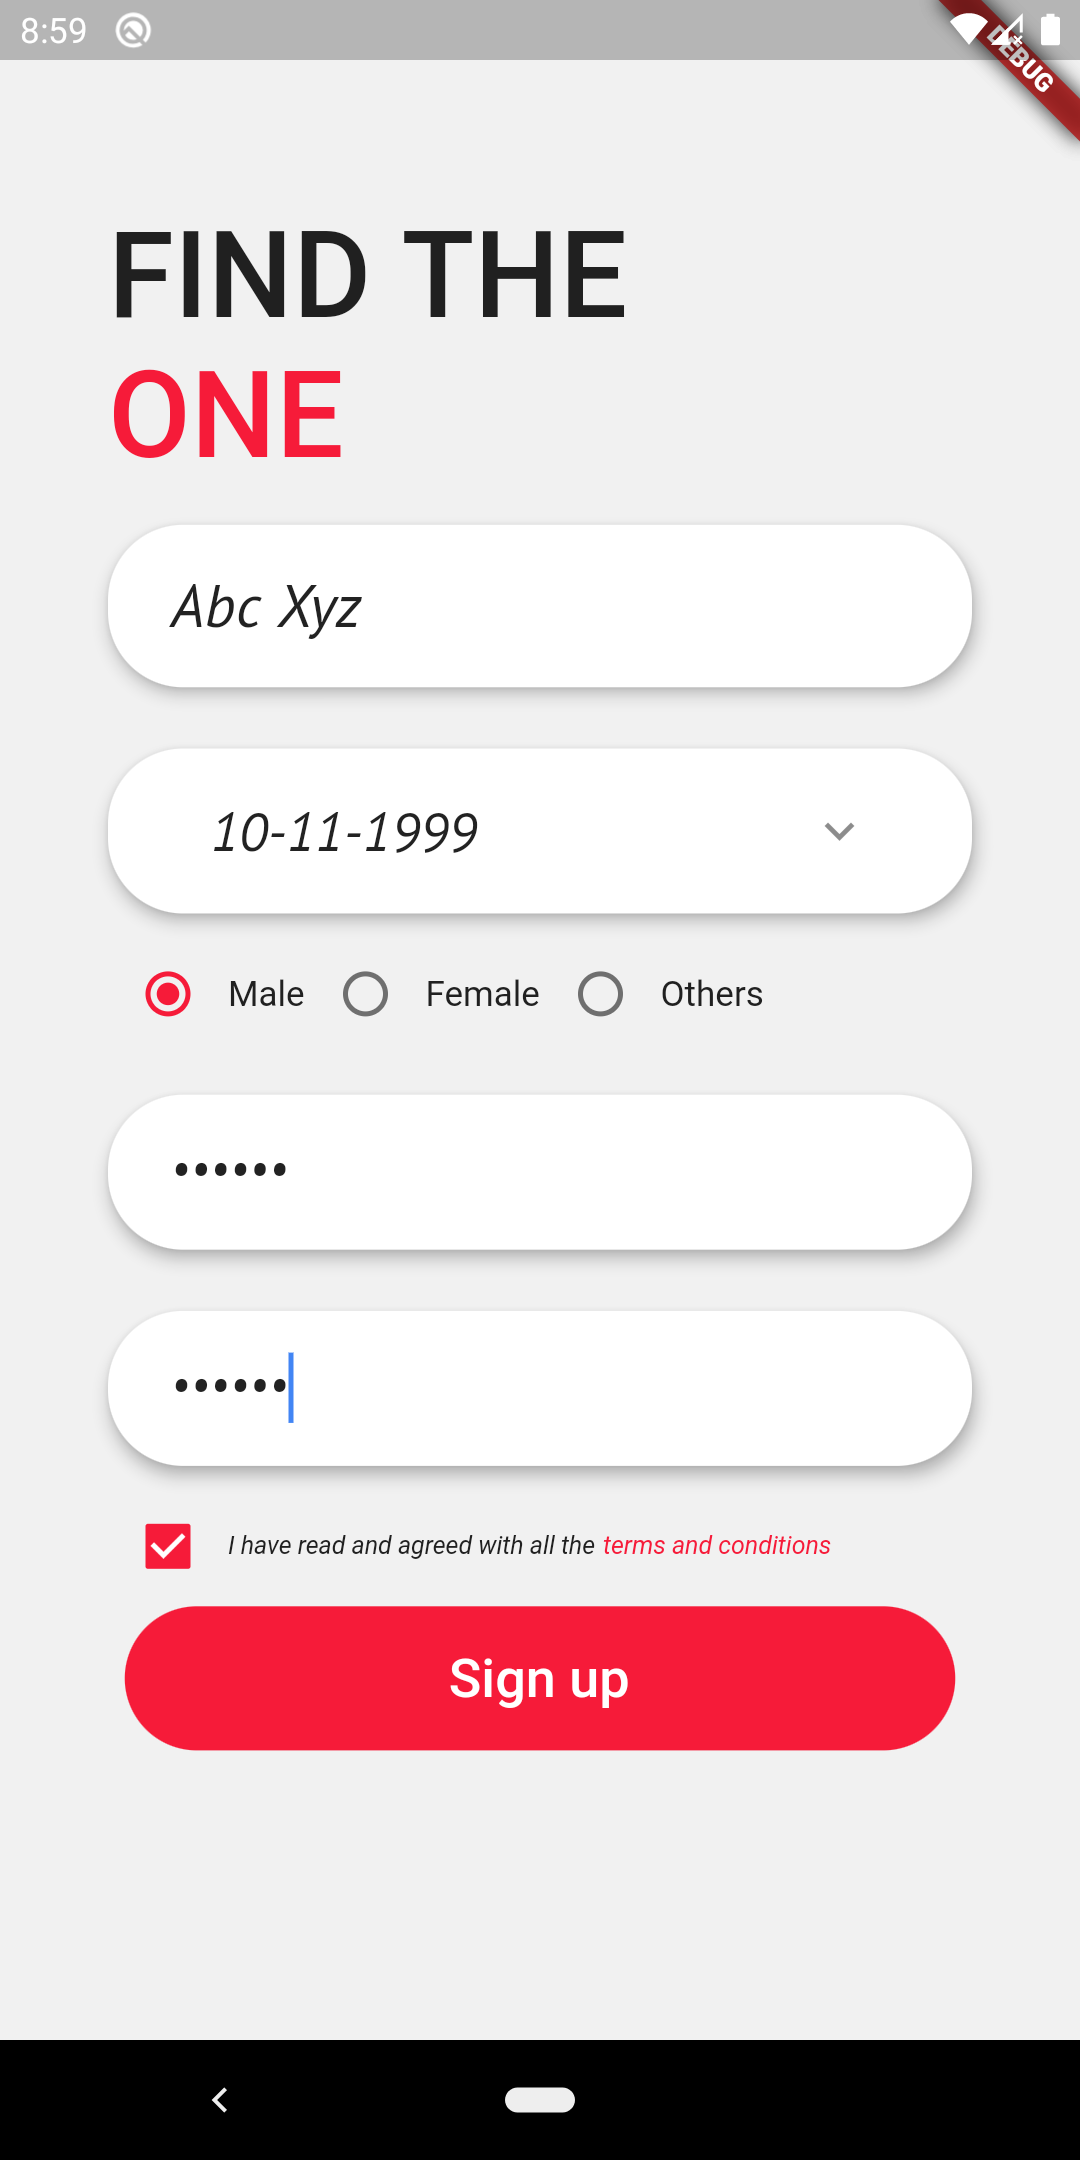 8:59
DEBUG
FIND THE
ONE
Abc Xyz
10-11-1999
Male Female Others
••••••
••••••
I have read and agreed with all the terms and conditions
Sign up